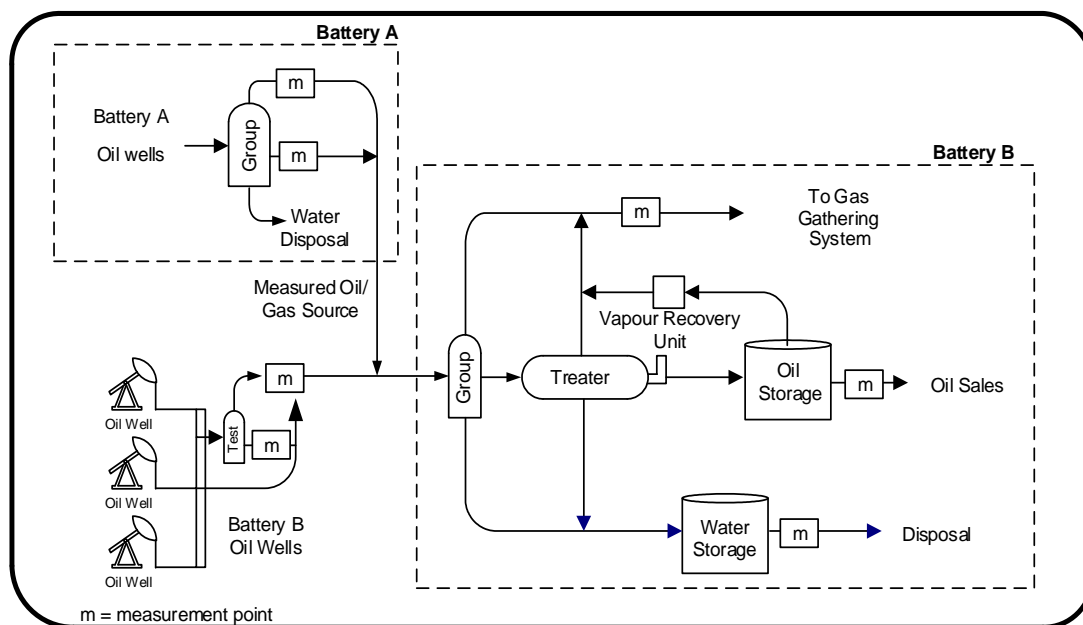 Battery A
m
Battery A
Oil wells
Group
m
Water
Disposal
Measured Oil/
Gas Source
Battery B
m
To Gas
Gathering
System
Vapour Recovery
Unit
Group
Treater
Oil
Storage
m
Oil Sales
m
Oil Well
Test
m
Oil Well
Battery B
Oil Wells
Oil Well
Water
Storage
m
Disposal
m = measurement point